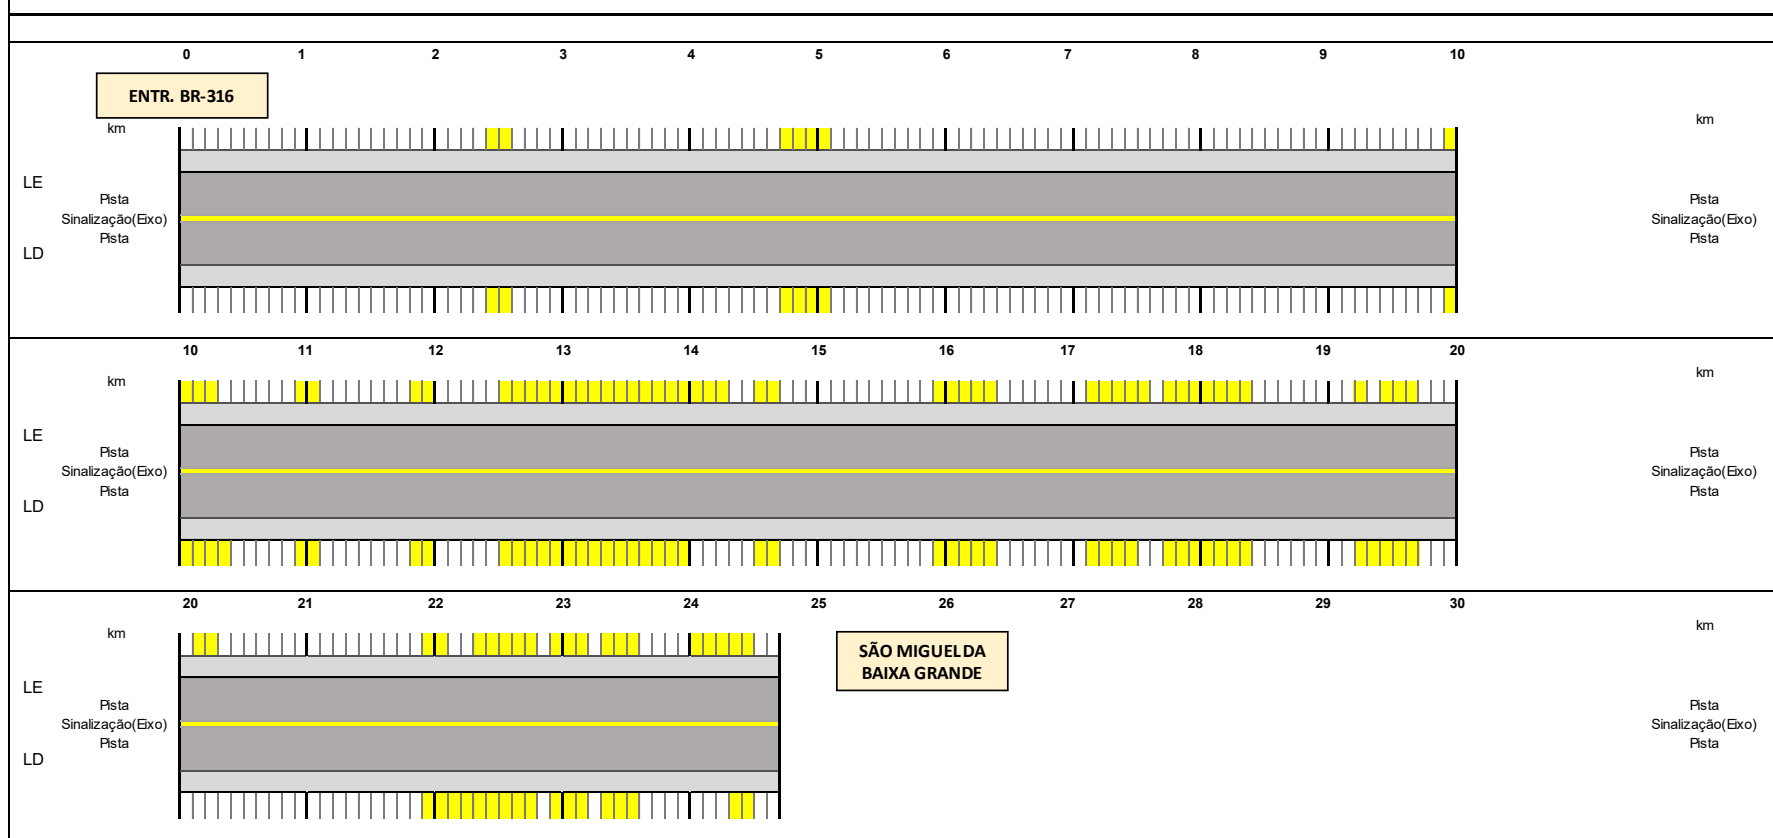 0 1 2 3 4 5 6 7 8 9 10
ENTR. BR-316
km km
LE
Pista Pista
Sinalização(Eixo) Sinalização(Eixo)
Pista Pista
LD
10 11 12 13 14 15 16 17 18 19 20
km km
LE
Pista Pista
Sinalização(Eixo) Sinalização(Eixo)
Pista Pista
LD
20 21 22 23 24 25 26 27 28 29 30
km km
SÃO MIGUEL DA
BAIXA GRANDE
LE
Pista Pista
Sinalização(Eixo) Sinalização(Eixo)
Pista Pista
LD